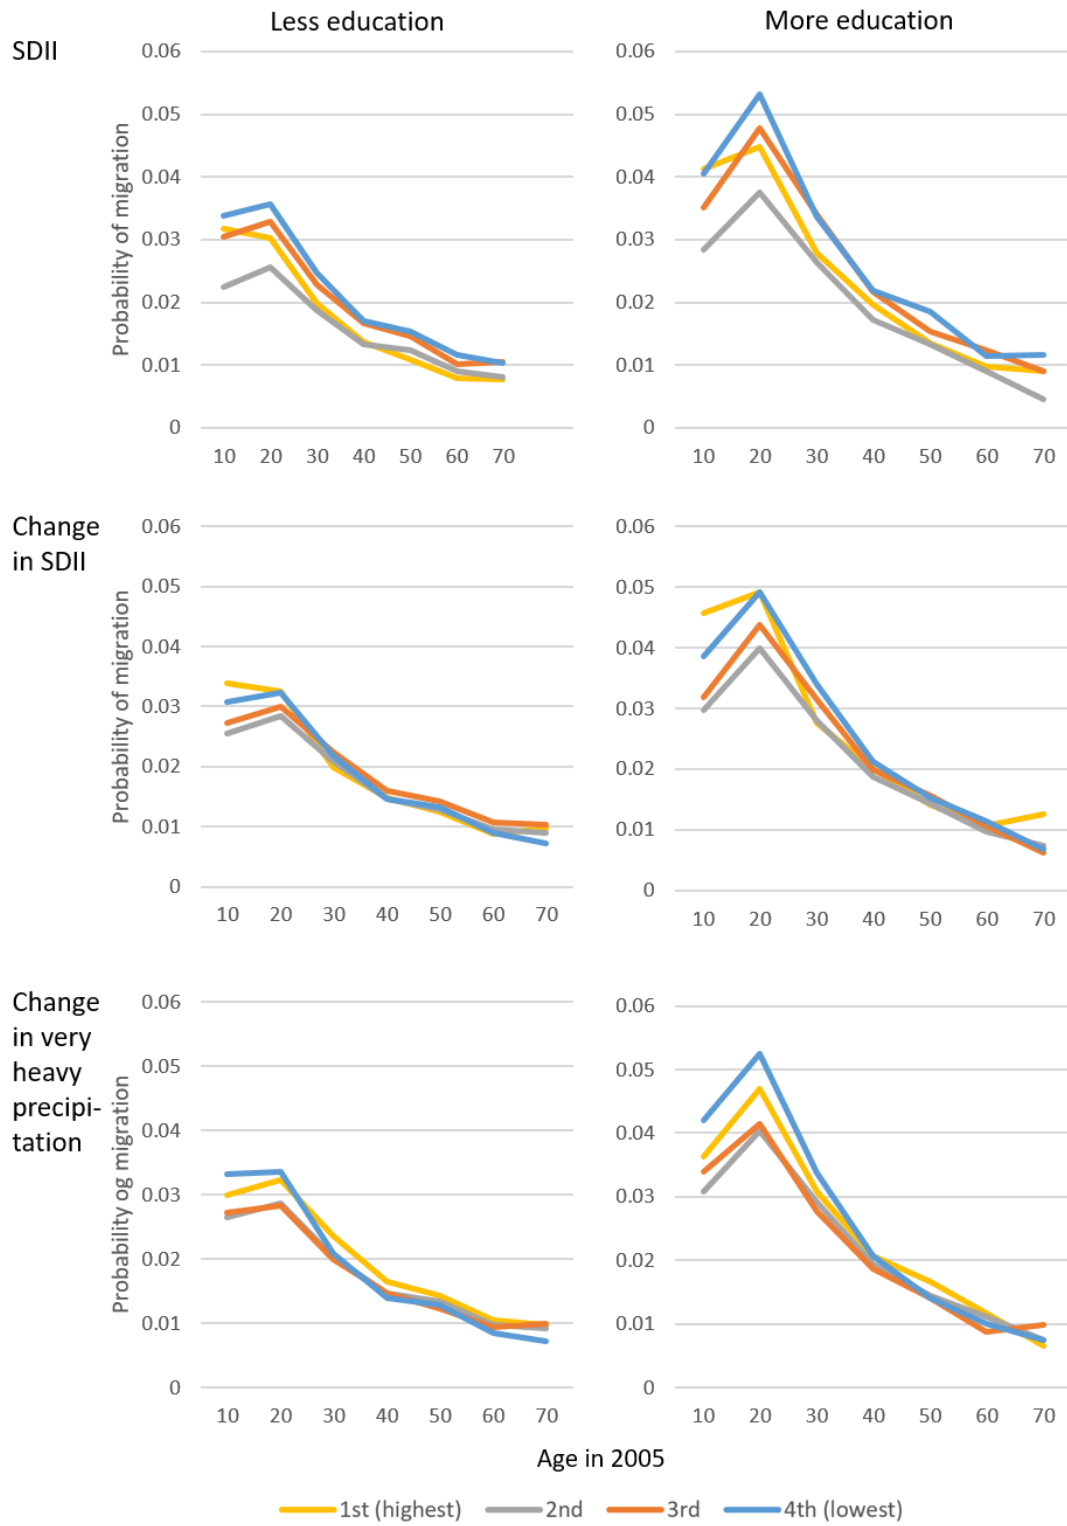 Less education
More education
SDII
Probability of migration
0.06
0.05
0.04
0.03
0.02
0.01
0
10 20 30 40 50 60 70
0.06
0.05
0.04
0.03
0.02
0.01
0
10 20 30 40 50 60 70
Change
in SDII
Probability of migration
0.06
0.05
0.04
0.03
0.02
0.01
0
10 20 30 40 50 60 70
0.06
0.05
0.04
0.03
0.02
0.01
0
10 20 30 40 50 60 70
Change
in very
heavy
precipi-
tation
Probability og migration
0.06
0.05
0.04
0.03
0.02
0.01
0
10 20 30 40 50 60 70
0.06
0.05
0.04
0.03
0.02
0.01
0
10 20 30 40 50 60 70
Age in 2005
1st (highest) 2nd 3rd 4th (lowest)